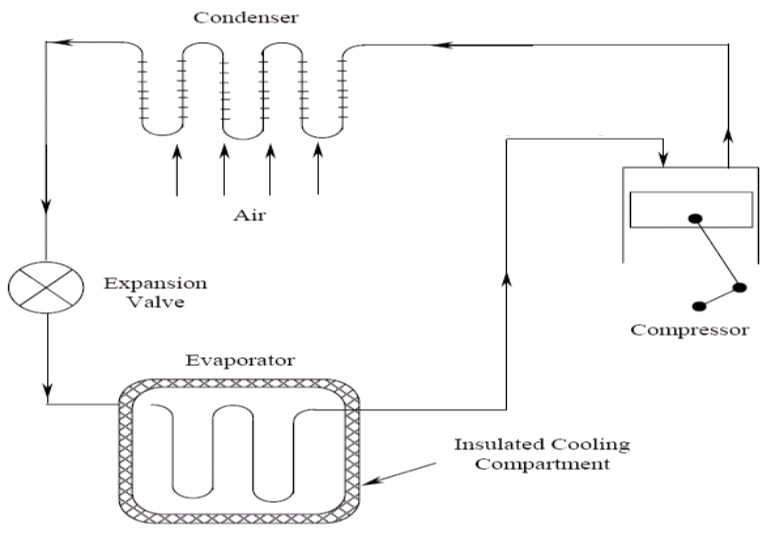 Condenser
Air
Expansion
Valve
Compressor
Evaporator
Insulated Cooling
Compartment